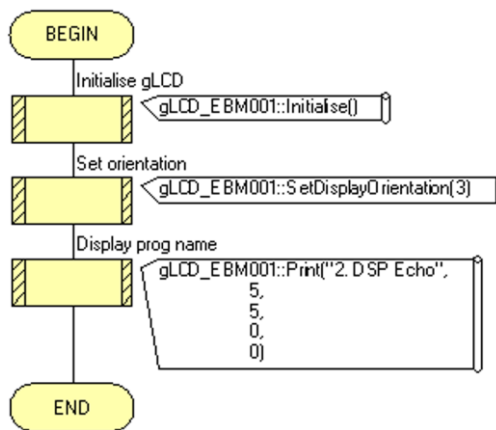 BEGIN
Initialise gLCD
gLCD_EBM001::Initialise()
Set orientation
gLCD_EBM001::SetDisplayOrientation(3)
Display prog name
gLCD_EBM001::Print("2. DSP Echo",
5,
5,
0,
0)
END